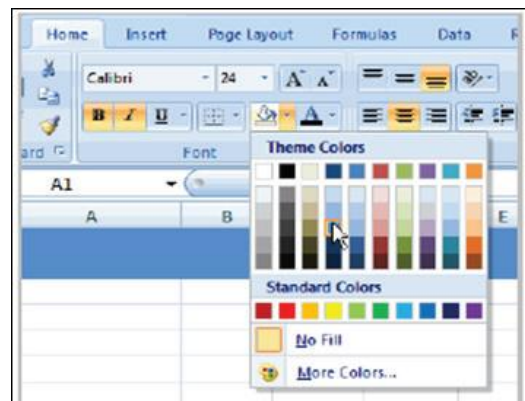 Home Insert Page Layout Formulas Data
Calibri 24 A A
B I U A
ard Font
Theme Colors
A1
A B E
Standard Colors
No Fill
More Colors...